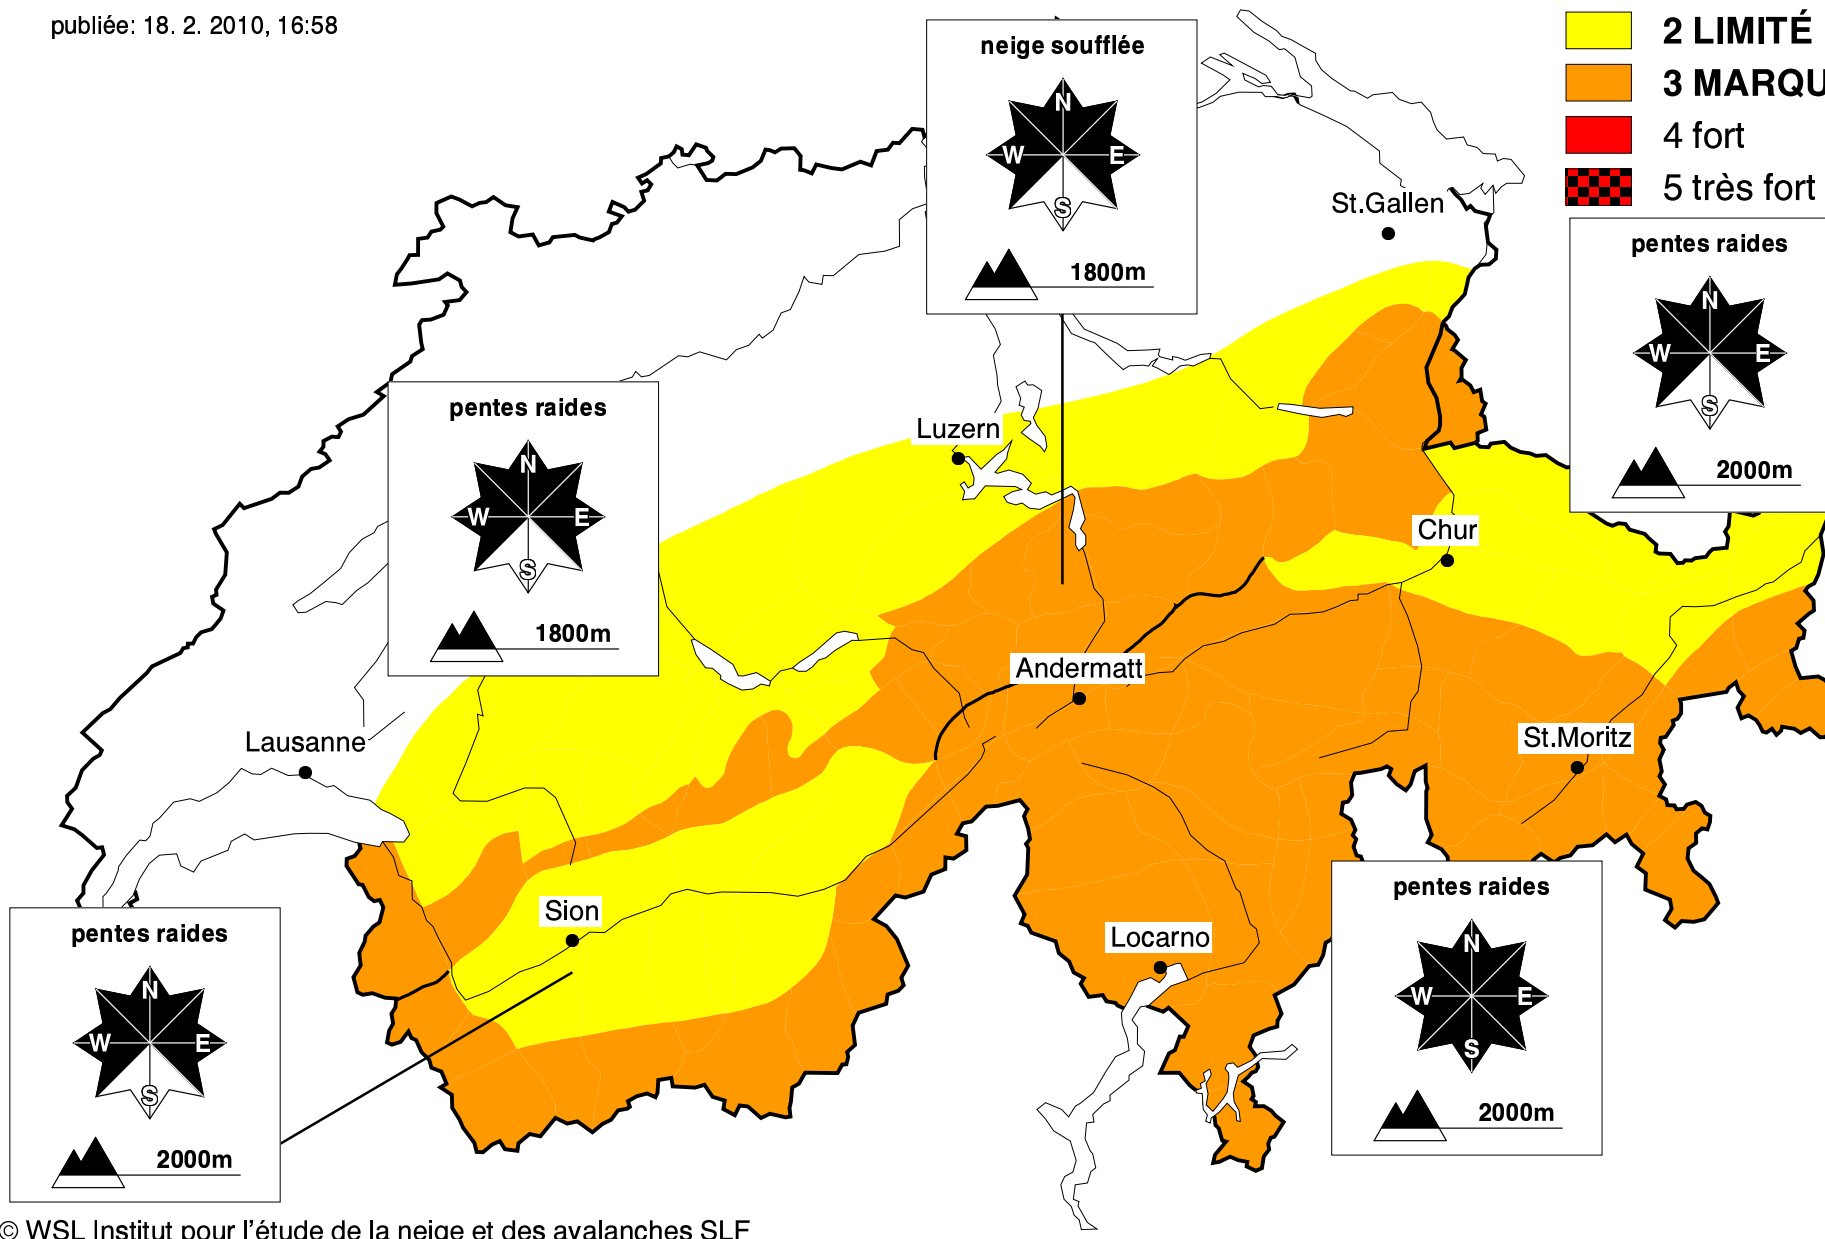 publiée: 18. 2. 2010, 16:58
2 LIMITÉ
3 MARQU
4 fort
5 très fort
neige soufflée
N
W E
S
1800m
St.Gallen
pentes raides
N
W E
S
2000m
pentes raides
N
W E
S
1800m
Luzern
Chur
Andermatt
Lausanne
St.Moritz
Sion
Locarno
pentes raides
N
W E
S
2000m
pentes raides
N
W E
S
2000m
© WSL Institut pour l'étude de la neige et des avalanches SLF